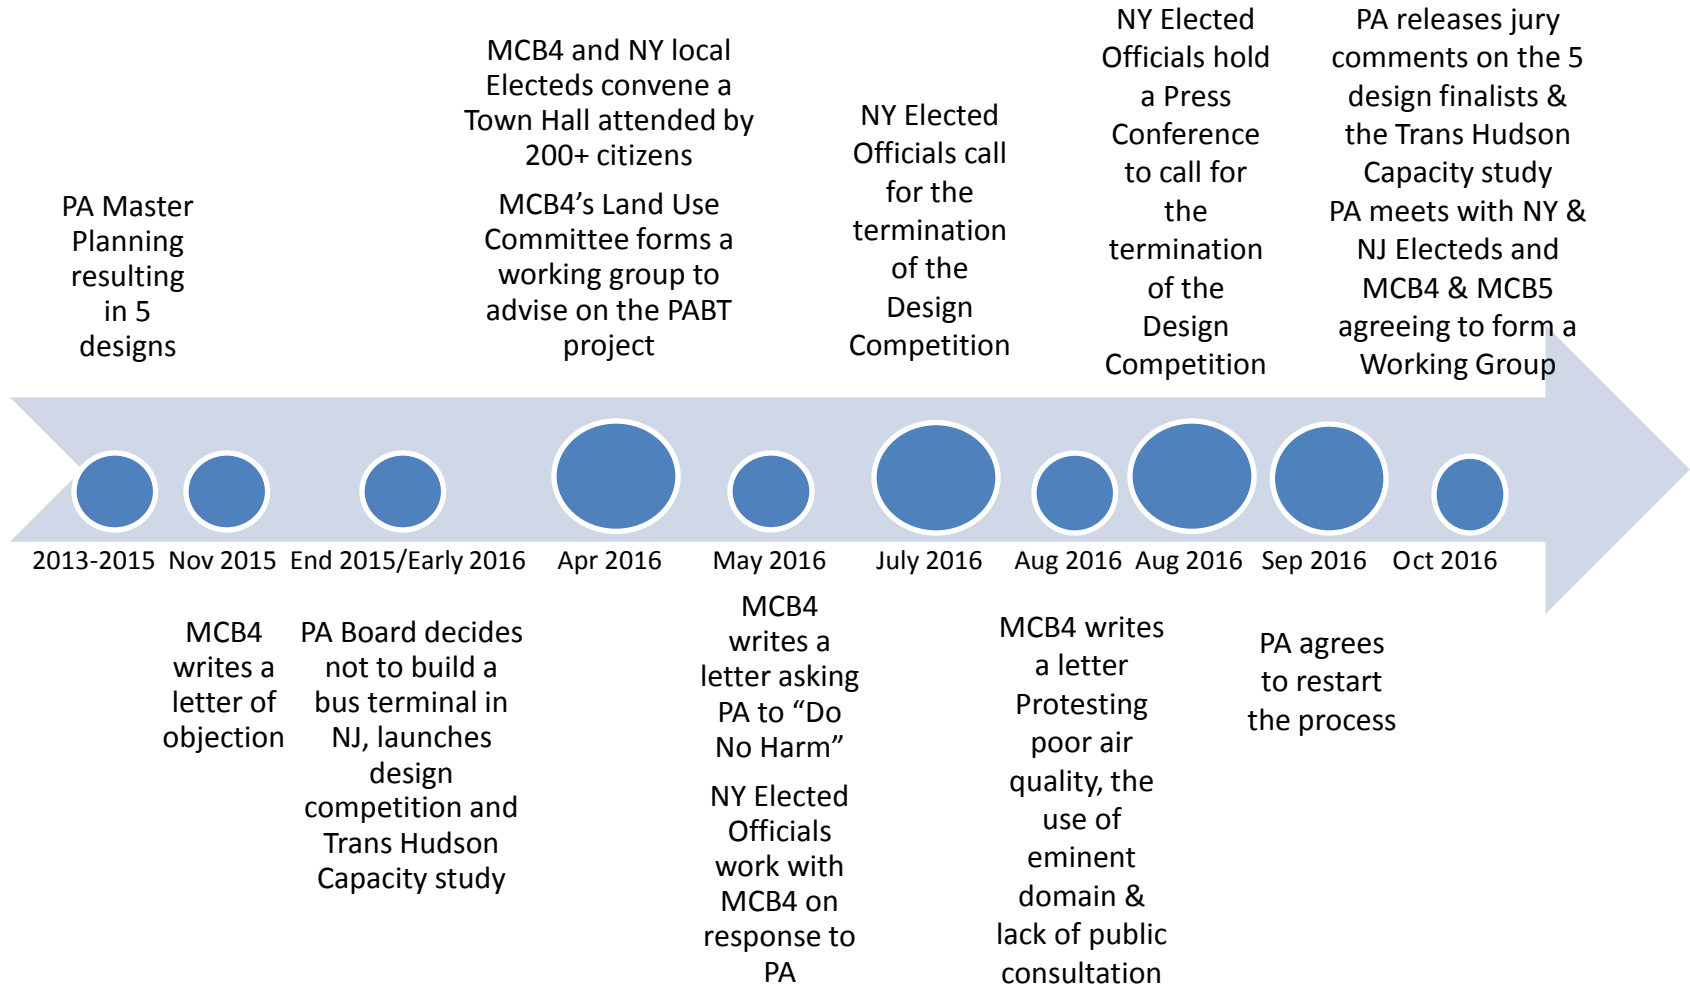 PA Master
Planning
resulting
in 5
designs
MCB4 and NY local
Electeds convene a
Town Hall attended by
200+ citizens
MCB4’s Land Use
Committee forms a
working group to
advise on the PABT
project
NY Elected
Officials call
for the
termination
of the
Design
Competition
NY Elected
Officials hold
a Press
Conference
to call for
the
termination
of the
Design
Competition
PA releases jury
comments on the 5
design finalists &
the Trans Hudson
Capacity study
PA meets with NY &
NJ Electeds and
MCB4 & MCB5
agreeing to form a
Working Group
2013-2015 Nov 2015 End 2015/Early 2016 Apr 2016 May 2016 July 2016 Aug 2016 Aug 2016 Sep 2016 Oct 2016
MCB4
writes a
letter of
objection
PA Board decides
not to build a
bus terminal in
NJ, launches
design
competition and
Trans Hudson
Capacity study
MCB4
writes a
letter asking
PA to “Do
No Harm”
NY Elected
Officials
work with
MCB4 on
response to
PA
MCB4 writes
a letter
Protesting
poor air
quality, the
use of
eminent
domain &
lack of public
consultation
PA agrees
to restart
the process